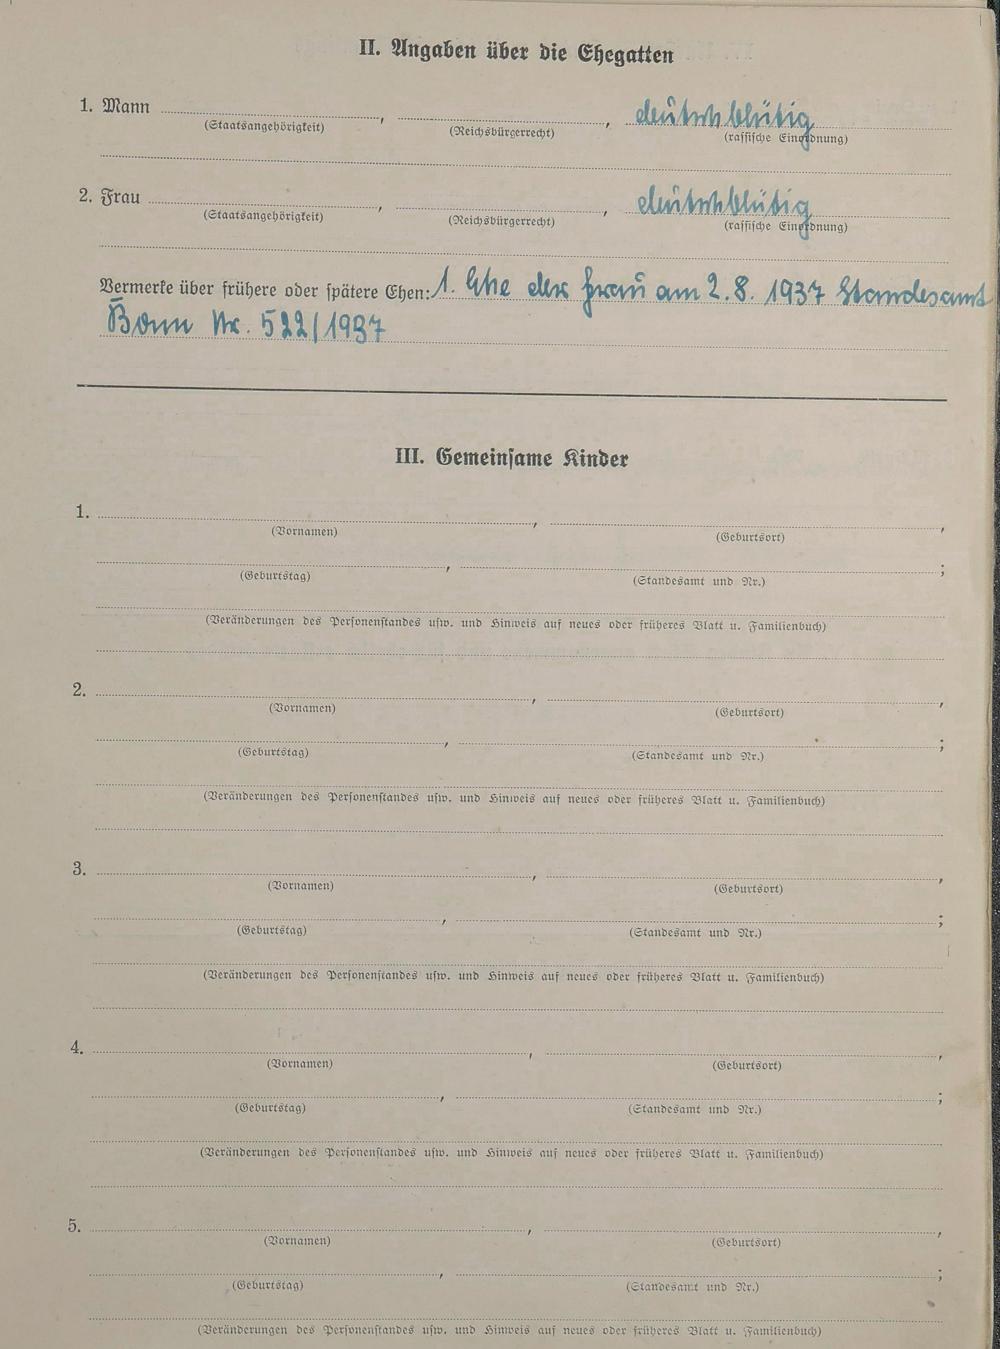 II. Angaben über die Ehegatten
1. Mann , , deutschblütig
(Staatsangehörigkeit) (Reichsbürgerrecht) (rassische Einordnung)
2. Frau , , deutschblütig
(Staatsangehörigkeit) (Reichsbürgerrecht) (rassische Einordnung)
Vermerke über frühere oder spätere Ehen: 1. Ehe der Frau am 2.8.1937 Standesamt
Bonn Nr. 522/1937
III. Gemeinsame Kinder
1. , ,
(Vornamen) (Geburtsort)
, ;
(Geburtstag) (Standesamt und Nr.)
(Veränderungen des Personenstandes usw. und Hinweis auf neues oder früheres Blatt u. Familienbuch)
2. , ,
(Vornamen) (Geburtsort)
, ;
(Geburtstag) (Standesamt und Nr.)
(Veränderungen des Personenstandes usw. und Hinweis auf neues oder früheres Blatt u. Familienbuch)
3. , ,
(Vornamen) (Geburtsort)
, ;
(Geburtstag) (Standesamt und Nr.)
(Veränderungen des Personenstandes usw. und Hinweis auf neues oder früheres Blatt u. Familienbuch)
4. , ,
(Vornamen) (Geburtsort)
, ;
(Geburtstag) (Standesamt und Nr.)
(Veränderungen des Personenstandes usw. und Hinweis auf neues oder früheres Blatt u. Familienbuch)
5. , ,
(Vornamen) (Geburtsort)
, ;
(Geburtstag) (Standesamt und Nr.)
(Veränderungen des Personenstandes usw. und Hinweis auf neues oder früheres Blatt u. Familienbuch)